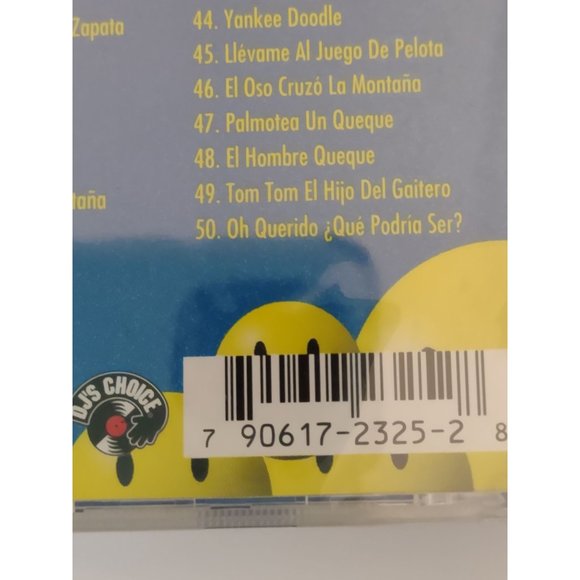 Zapata
taña
44. Yankee Doodle
45. Llévame Al Juego De Pelota
46. El Oso Cruzó La Montaña
47. Palmotea Un Queque
48. El Hombre Queque
49. Tom Tom El Hijo Del Gaitero
50. Oh Querido ¿Qué Podría Ser?
DJ'S CHOICE
7 90617-2325-2 8